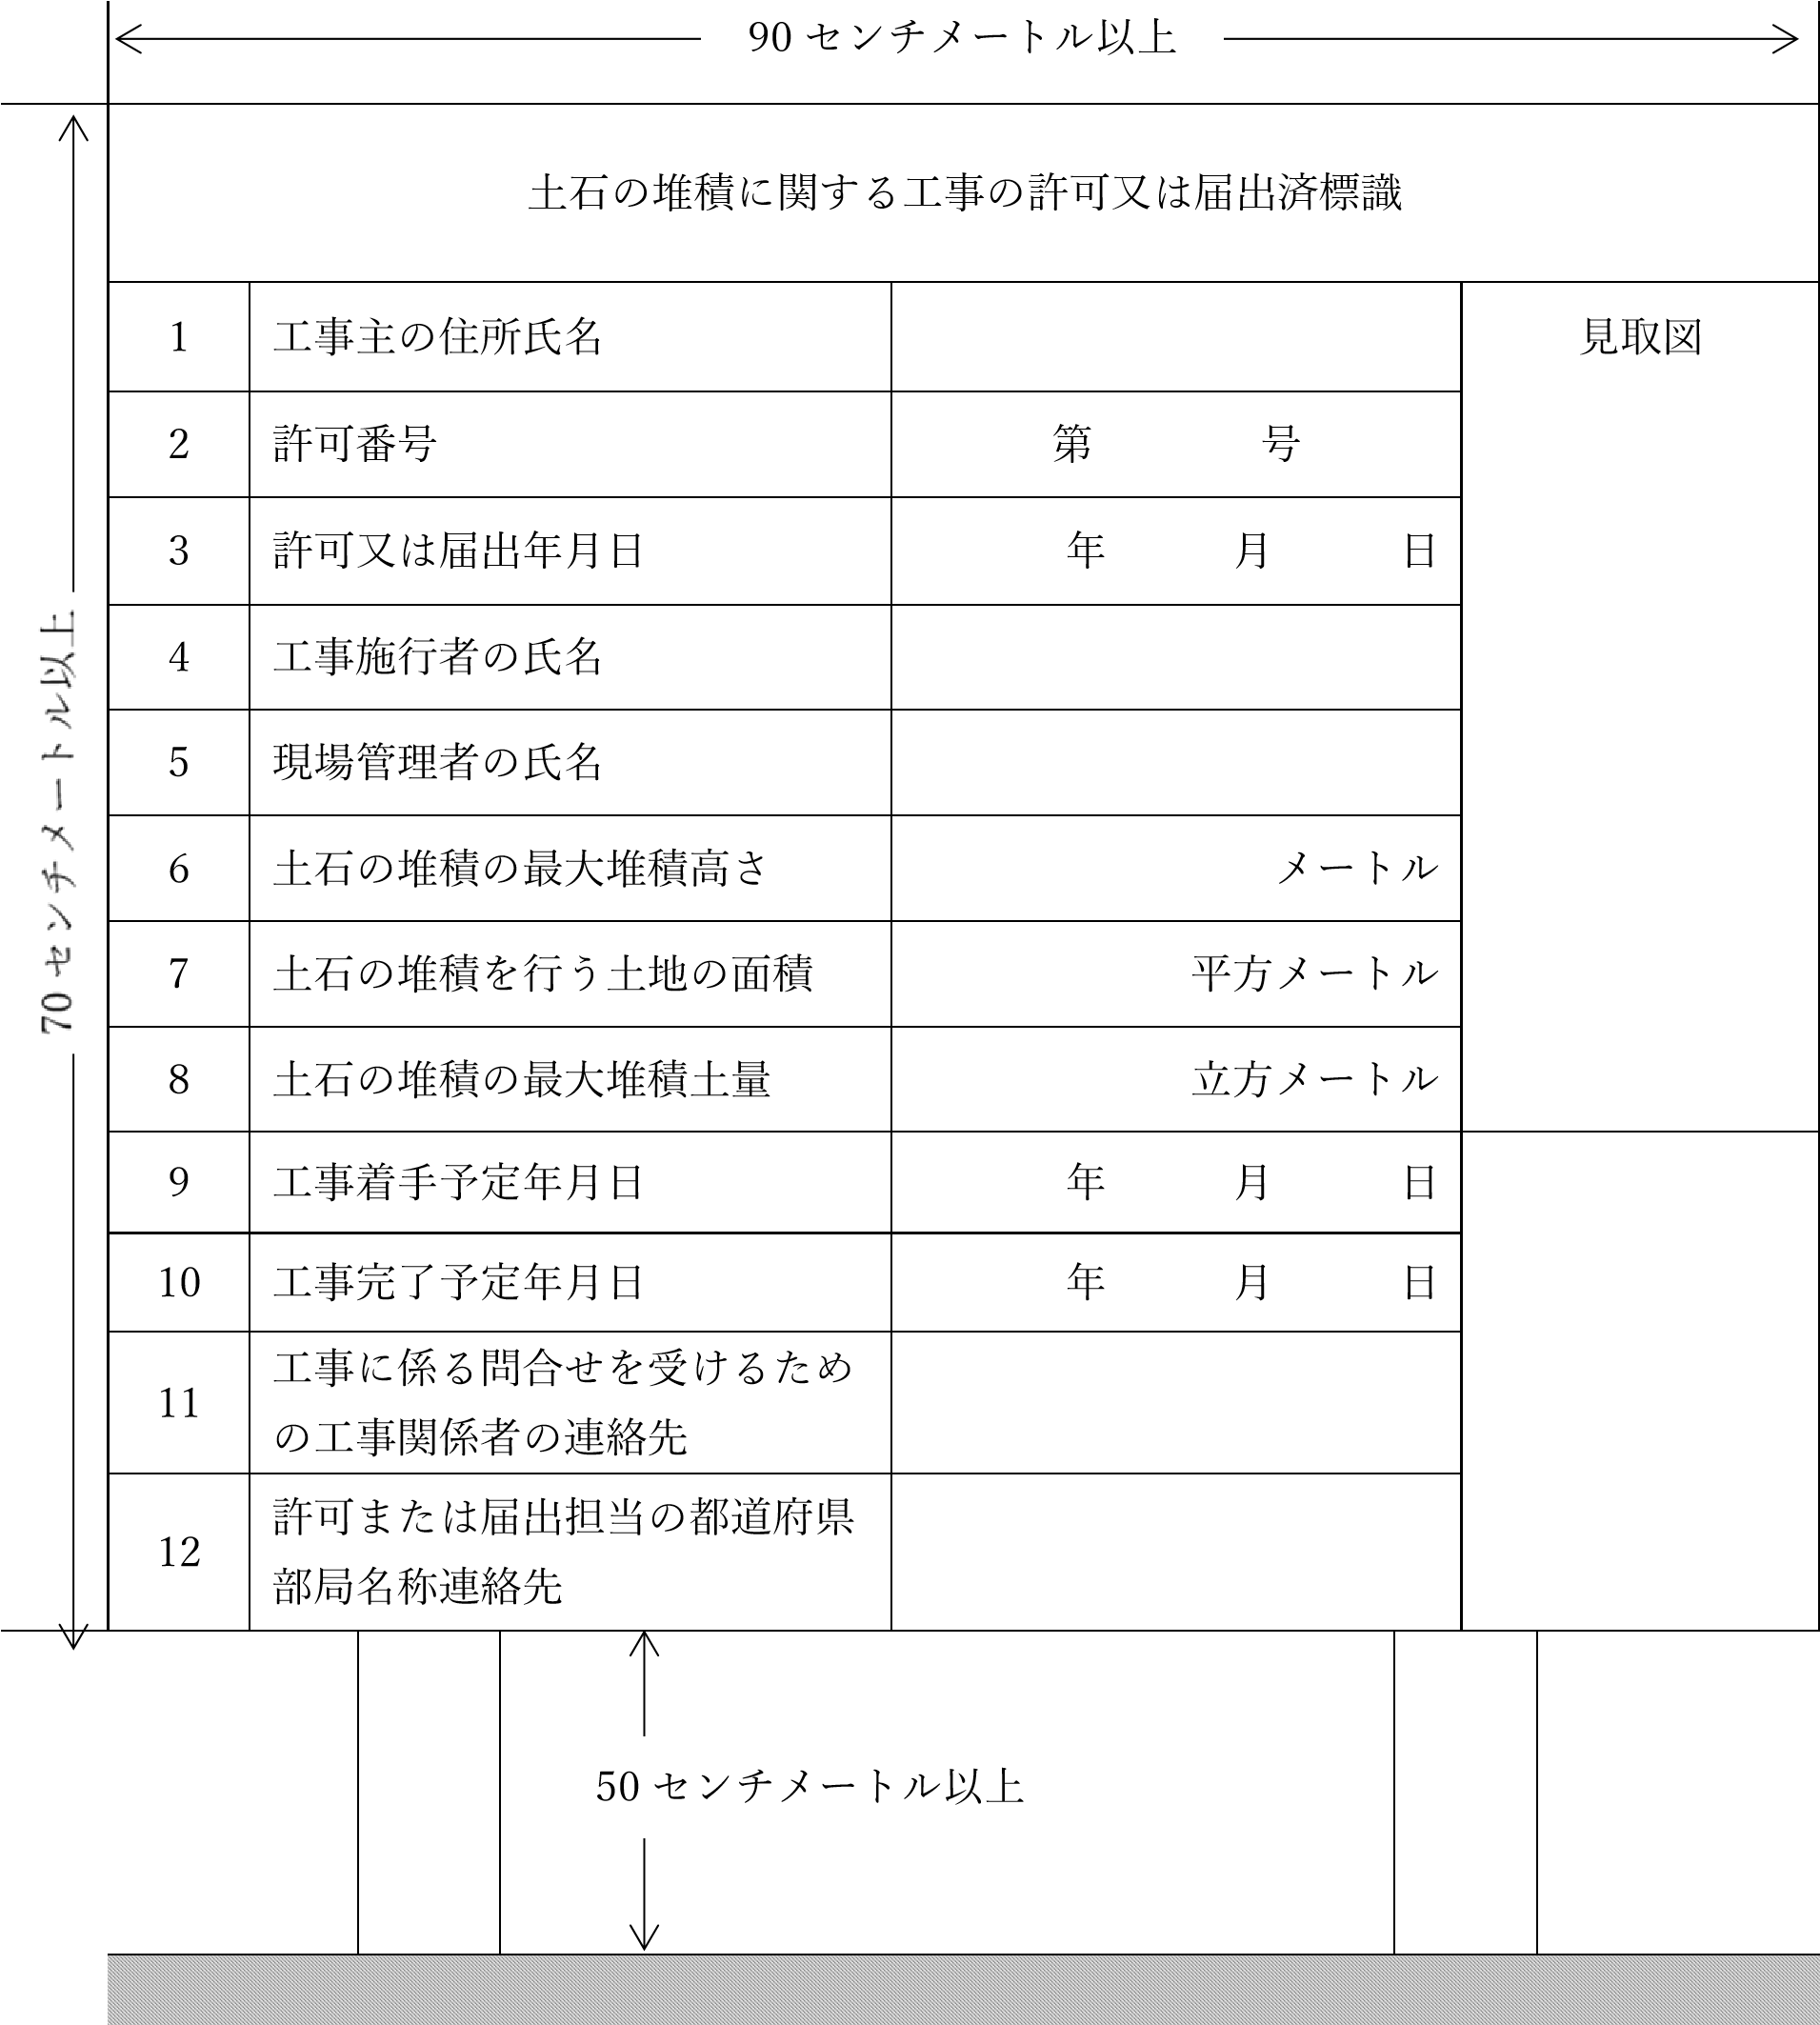 90 センチメートル以上
70 センチメートル以上
土石の堆積に関する工事の許可又は届出済標識
1 工事主の住所氏名 見取図
2 許可番号 第 号
3 許可又は届出年月日 年 月 日
4 工事施行者の氏名
5 現場管理者の氏名
6 土石の堆積の最大堆積高さ メートル
7 土石の堆積を行う土地の面積 平方メートル
8 土石の堆積の最大堆積土量 立方メートル
9 工事着手予定年月日 年 月 日
10 工事完了予定年月日 年 月 日
11 工事に係る問合せを受けるため
の工事関係者の連絡先
12 許可または届出担当の都道府県
部局名称連絡先
50 センチメートル以上